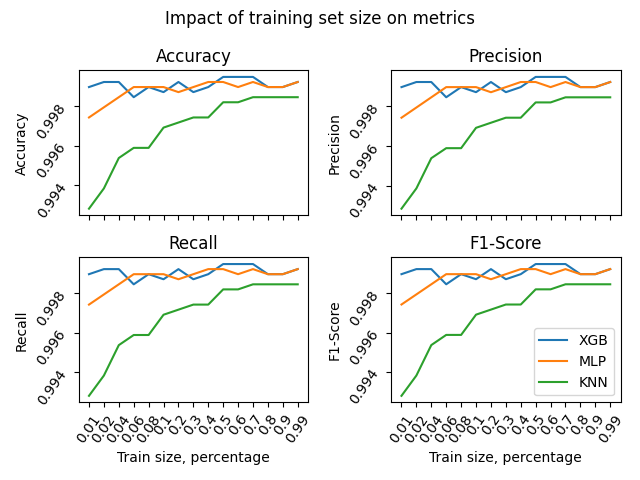 Impact of training set size on metrics
Accuracy
Accuracy
0.998
0.996
0.994
Precision
Precision
0.998
0.996
0.994
Recall
Recall
0.998
0.996
0.994
0.01 0.02 0.04 0.06 0.08 0.1 0.2 0.3 0.4 0.5 0.6 0.7 0.8 0.9 0.99
Train size, percentage
F1-Score
F1-Score
0.998
0.996
0.994
XGB
MLP
KNN
0.01 0.02 0.04 0.06 0.08 0.1 0.2 0.3 0.4 0.5 0.6 0.7 0.8 0.9 0.99
Train size, percentage